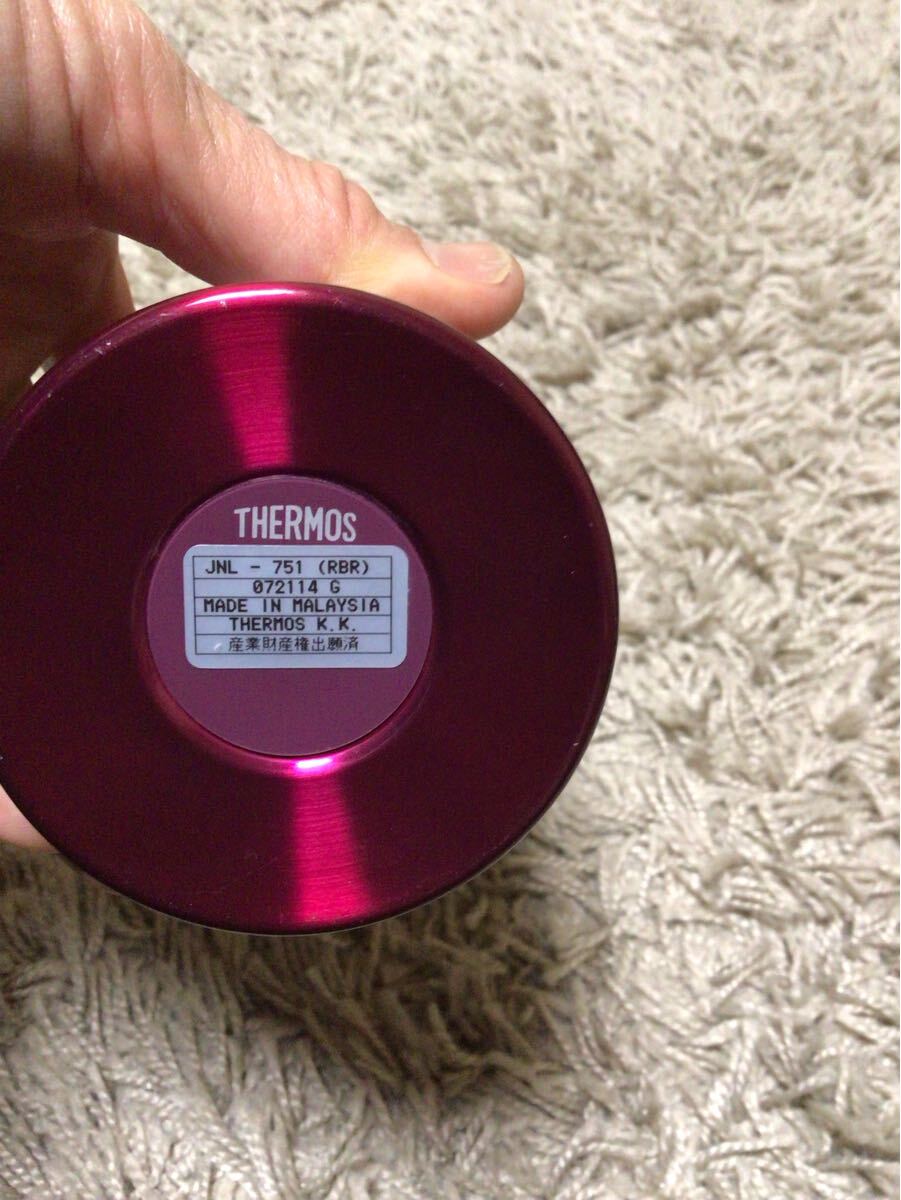 THERMOS
JNL - 751 (RBR)
072114 G
MADE IN MALAYSIA
THERMOS K.K.
産業財産権出願済